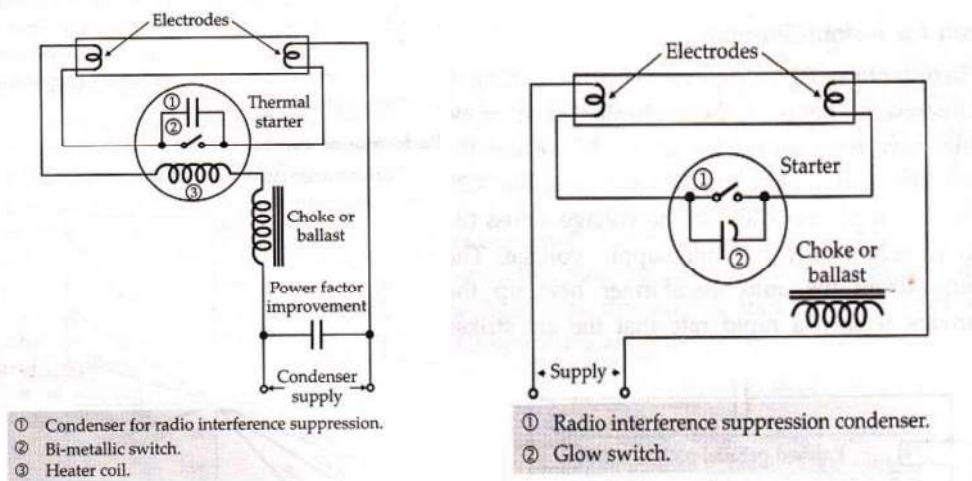 Electrodes
①
②
Thermal
starter
③
Choke or
ballast
Power factor
improvement
Condenser
supply
① Condenser for radio interference suppression.
② Bi-metallic switch.
③ Heater coil.
Electrodes
Starter
①
②
Choke or
ballast
Supply
① Radio interference suppression condenser.
② Glow switch.